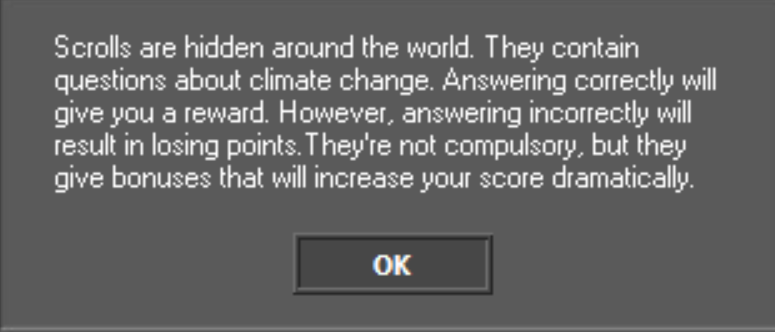 Scrolls are hidden around the world. They contain
questions about climate change. Answering correctly will
give you a reward. However, answering incorrectly will
result in losing points.They're not compulsory, but they
give bonuses that will increase your score dramatically.
OK